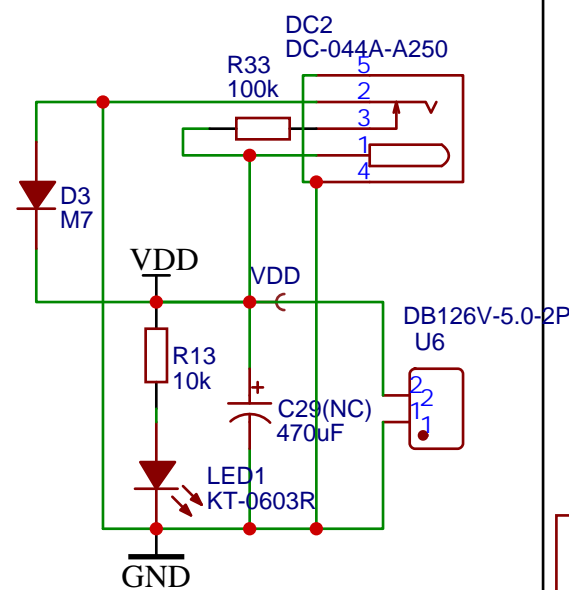 DC2
DC-044A-A250
R33
100k
5
2
3
1
4
D3
M7
VDD
VDD
DB126V-5.0-2P
U6
R13
10k
2
2
1
1
C29(NC)
470uF
LED1
KT-0603R
GND